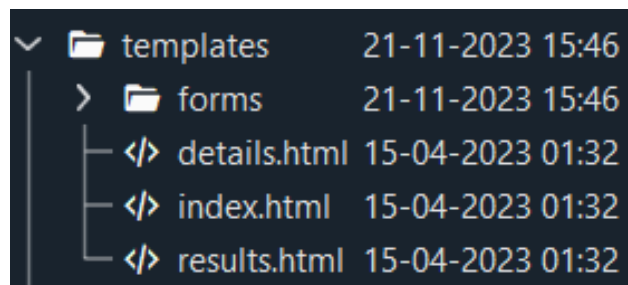 templates 21-11-2023 15:46
forms 21-11-2023 15:46
</> details.html 15-04-2023 01:32
</> index.html 15-04-2023 01:32
</> results.html 15-04-2023 01:32